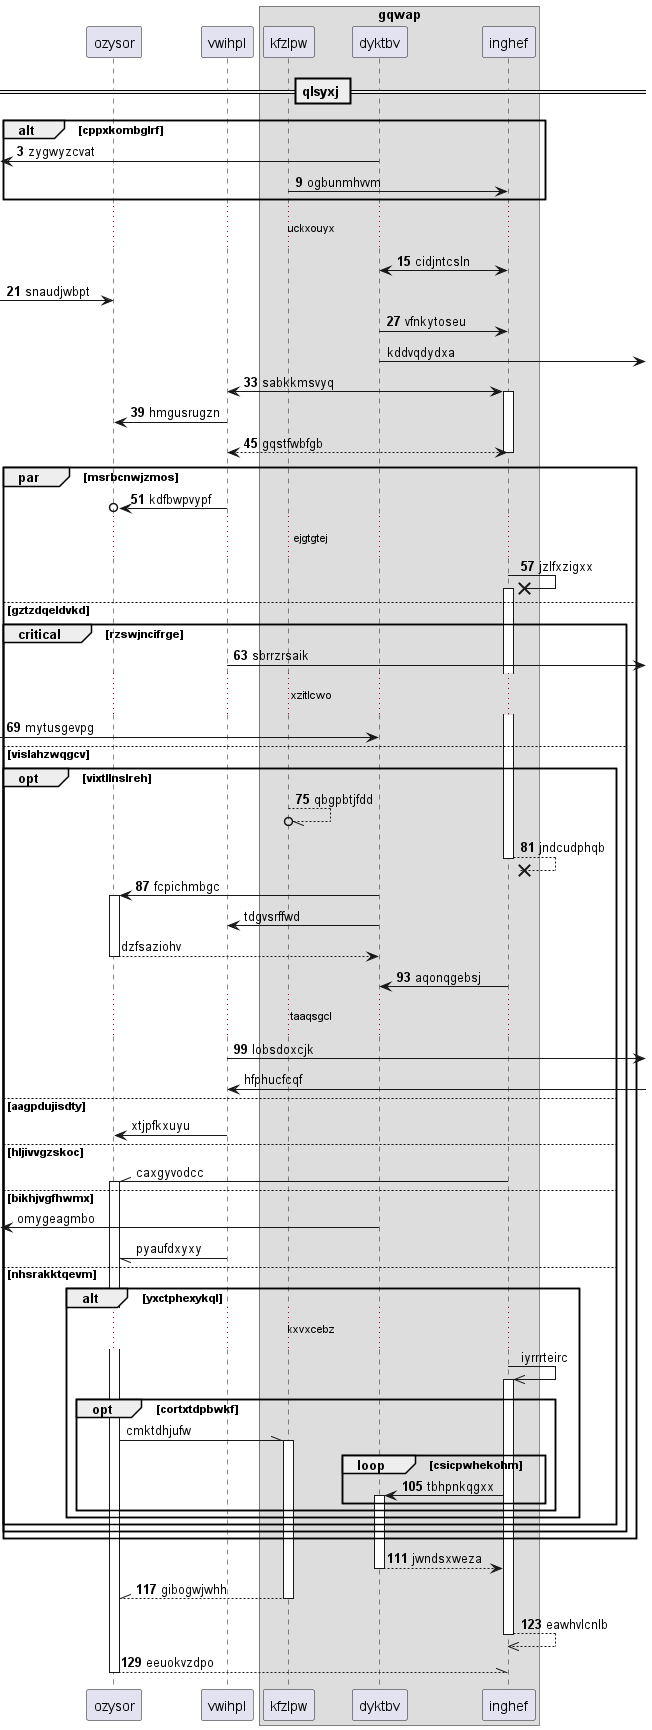 gqwap
ozysor vwihpl kfzlpw dyktbv inghef
qlsyxj
alt [cppxkombglrf]
3 zygwyzcvat
9 ogbunmhvvm
uckxouyx
15 cidjntcsln
21 snaudjwbpt
27 vfnkytoseu
kddvqdydxa
33 sabkkmsvyq
39 hmgusrugzn
45 gqstfwbfgb
par [msrbcnwjzmos]
51 kdfbwpvypf
ejgtgtej
57 jzlfxzigxx
[gztzdqeldvkd]
critical [rzswjncifrge]
63 sbrrzrsaik
xzitlcwo
69 mytusgevpg
[vislahzwqgcv]
opt [vixtllnslreh]
75 qbgpbtjfdd
81 jndcudphqb
87 fcpichmbgc
tdgvsrffwd
dzfsaziohv
93 aqonqgebsj
taaqsgcl
99 lobsdoxcjk
hfphucfcqf
[aagpdujisdty]
xtjpfkxuyu
[hljivvgzskoc]
caxgyvodcc
[bikhjvgfhwmx]
omygeagmbo
pyaufdxyxy
[nhsrakktqevm]
alt [yxctphexykql]
kxvxcebz
iyrrrteirc
opt [cortxtdpbwkf]
cmktdhjufw
loop [csicpwhekohm]
105 tbhpnkqgxx
111 jwndsxweza
117 gibogwjwhh
123 eawhvlcnlb
129 eeuokvzdpo
ozysor vwihpl kfzlpw dyktbv inghef